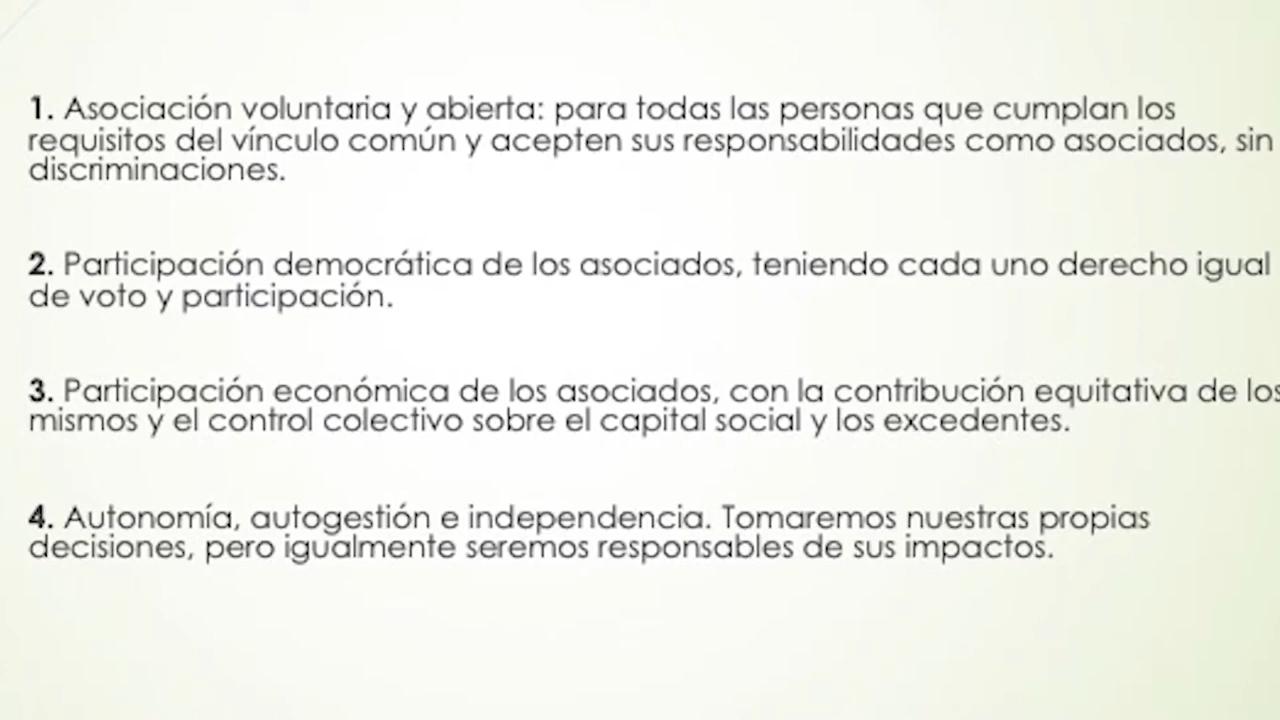 1. Asociación voluntaria y abierta: para todas las personas que cumplan los
requisitos del vínculo común y acepten sus responsabilidades como asociados, sin
discriminaciones.
2. Participación democrática de los asociados, teniendo cada uno derecho igual
de voto y participación.
3. Participación económica de los asociados, con la contribución equitativa de los
mismos y el control colectivo sobre el capital social y los excedentes.
4. Autonomía, autogestión e independencia. Tomaremos nuestras propias
decisiones, pero igualmente seremos responsables de sus impactos.